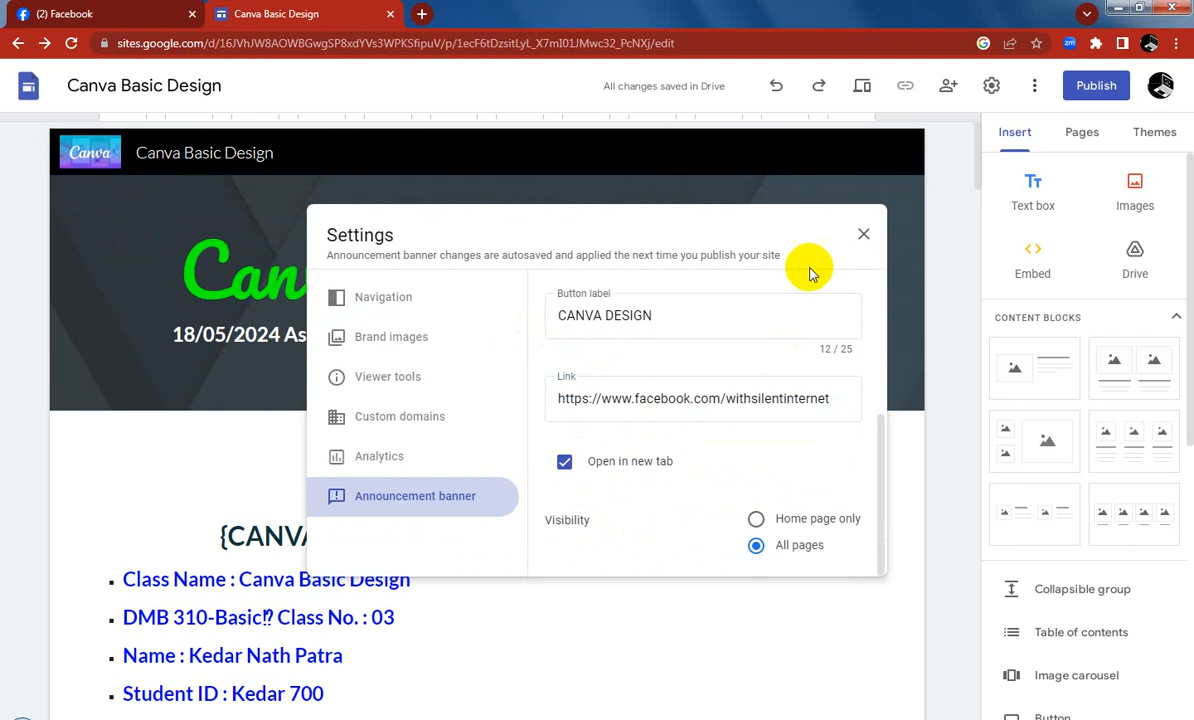 (2) Facebook
Canva Basic Design
sites.google.com/d/16JVhJW8AOWBGwgSP8xdYVs3WPKSfipuV/p/1ecF6tDzsitLyL_X7mI01JMwc32_PcNXj/edit
Canva Basic Design
All changes saved in Drive
Publish
Insert
Pages
Themes
Canva
Canva Basic Design
Can
18/05/2024 As
Text box
Images
Embed
Drive
CONTENT BLOCKS
Settings
Announcement banner changes are autosaved and applied the next time you publish your site
Navigation
Brand images
Viewer tools
Custom domains
Analytics
Announcement banner
Button label
CANVA DESIGN
12 / 25
Link
https://www.facebook.com/withsilentinternet
Open in new tab
Visibility
Home page only
All pages
{CANVA
Class Name : Canva Basic Design
DMB 310-Basic⁉ Class No. : 03
Name : Kedar Nath Patra
Student ID : Kedar 700
Collapsible group
Table of contents
Image carousel
Button